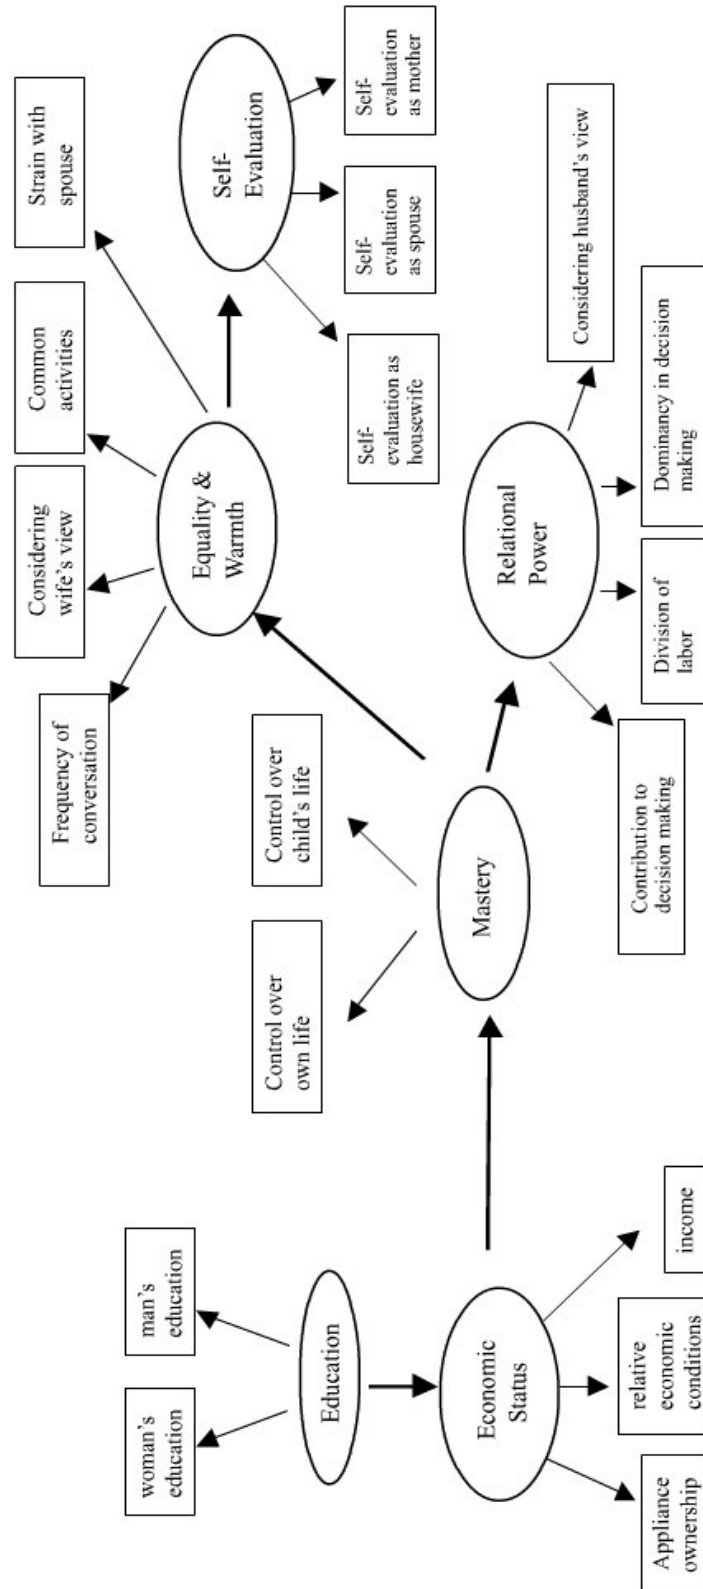 woman's
education
man's
education
Education
Economic
Status
Appliance
ownership
relative
economic
conditions
income
Control over
own life
Control over
child's life
Mastery
Frequency of
conversation
Considering
wife's view
Common
activities
Strain with
spouse
Equality &
Warmth
Self-
Evaluation
Self-
evaluation as
housewife
Self-
evaluation
as spouse
Self-
evaluation
as mother
Relational
Power
Contribution to
decision making
Division of
labor
Dominancy in decision
making
Considering husband's view